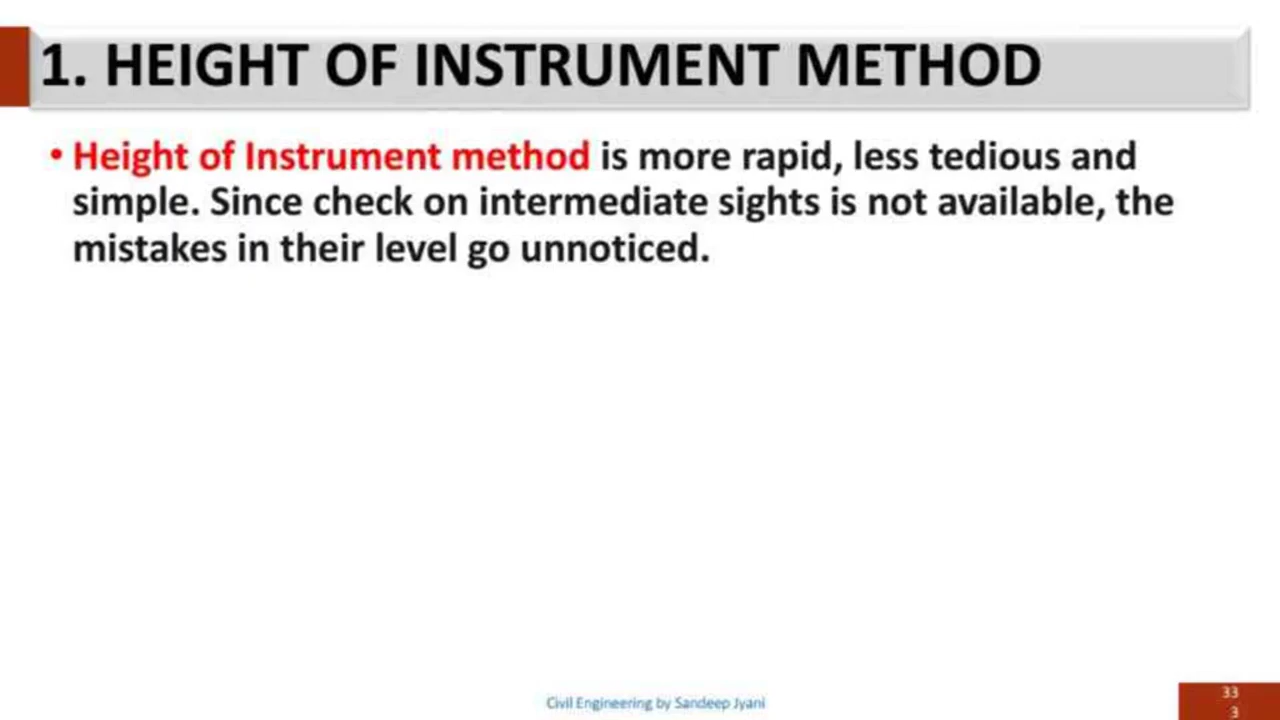 1. HEIGHT OF INSTRUMENT METHOD
• Height of Instrument method is more rapid, less tedious and
simple. Since check on intermediate sights is not available, the
mistakes in their level go unnoticed.
Civil Engineering by Sandeep Jyani
33
3